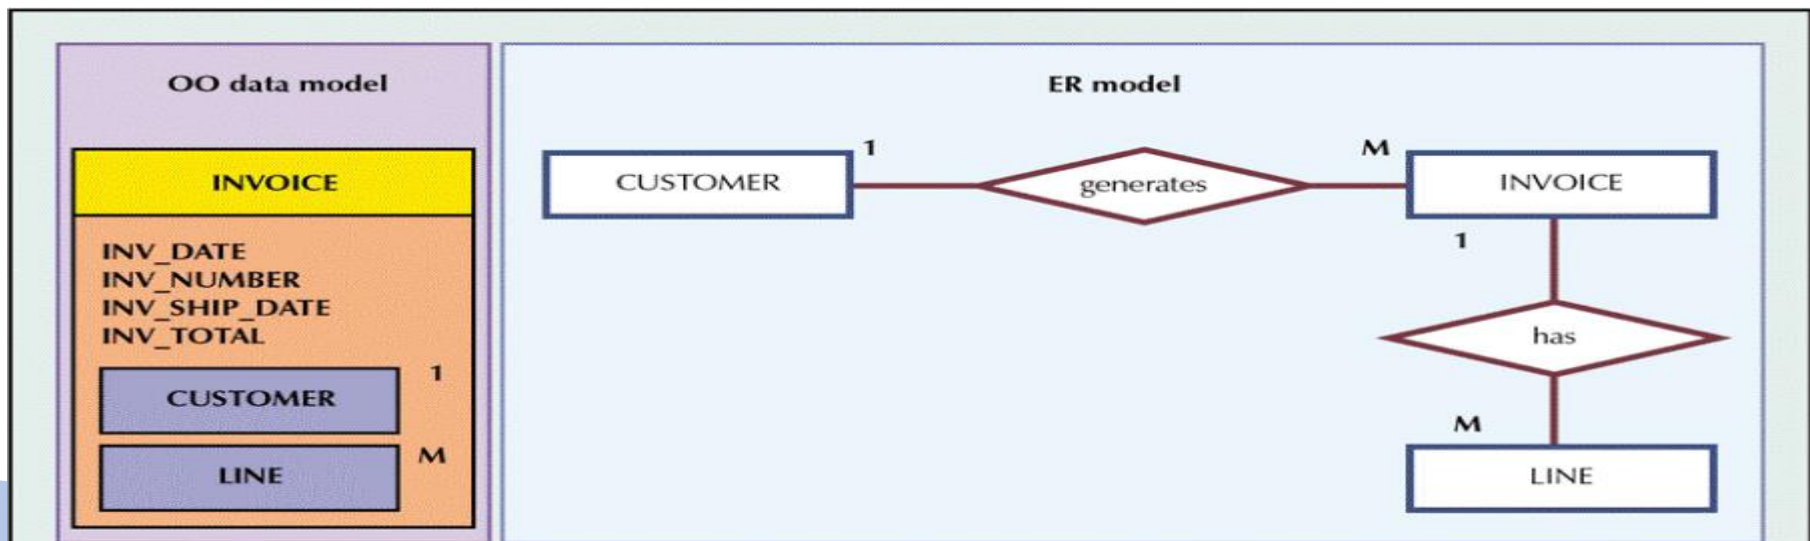 OO data model
INVOICE
INV_DATE
INV_NUMBER
INV_SHIP_DATE
INV_TOTAL
CUSTOMER
1
LINE
M
ER model
CUSTOMER
1
generates
M
INVOICE
1
has
M
LINE